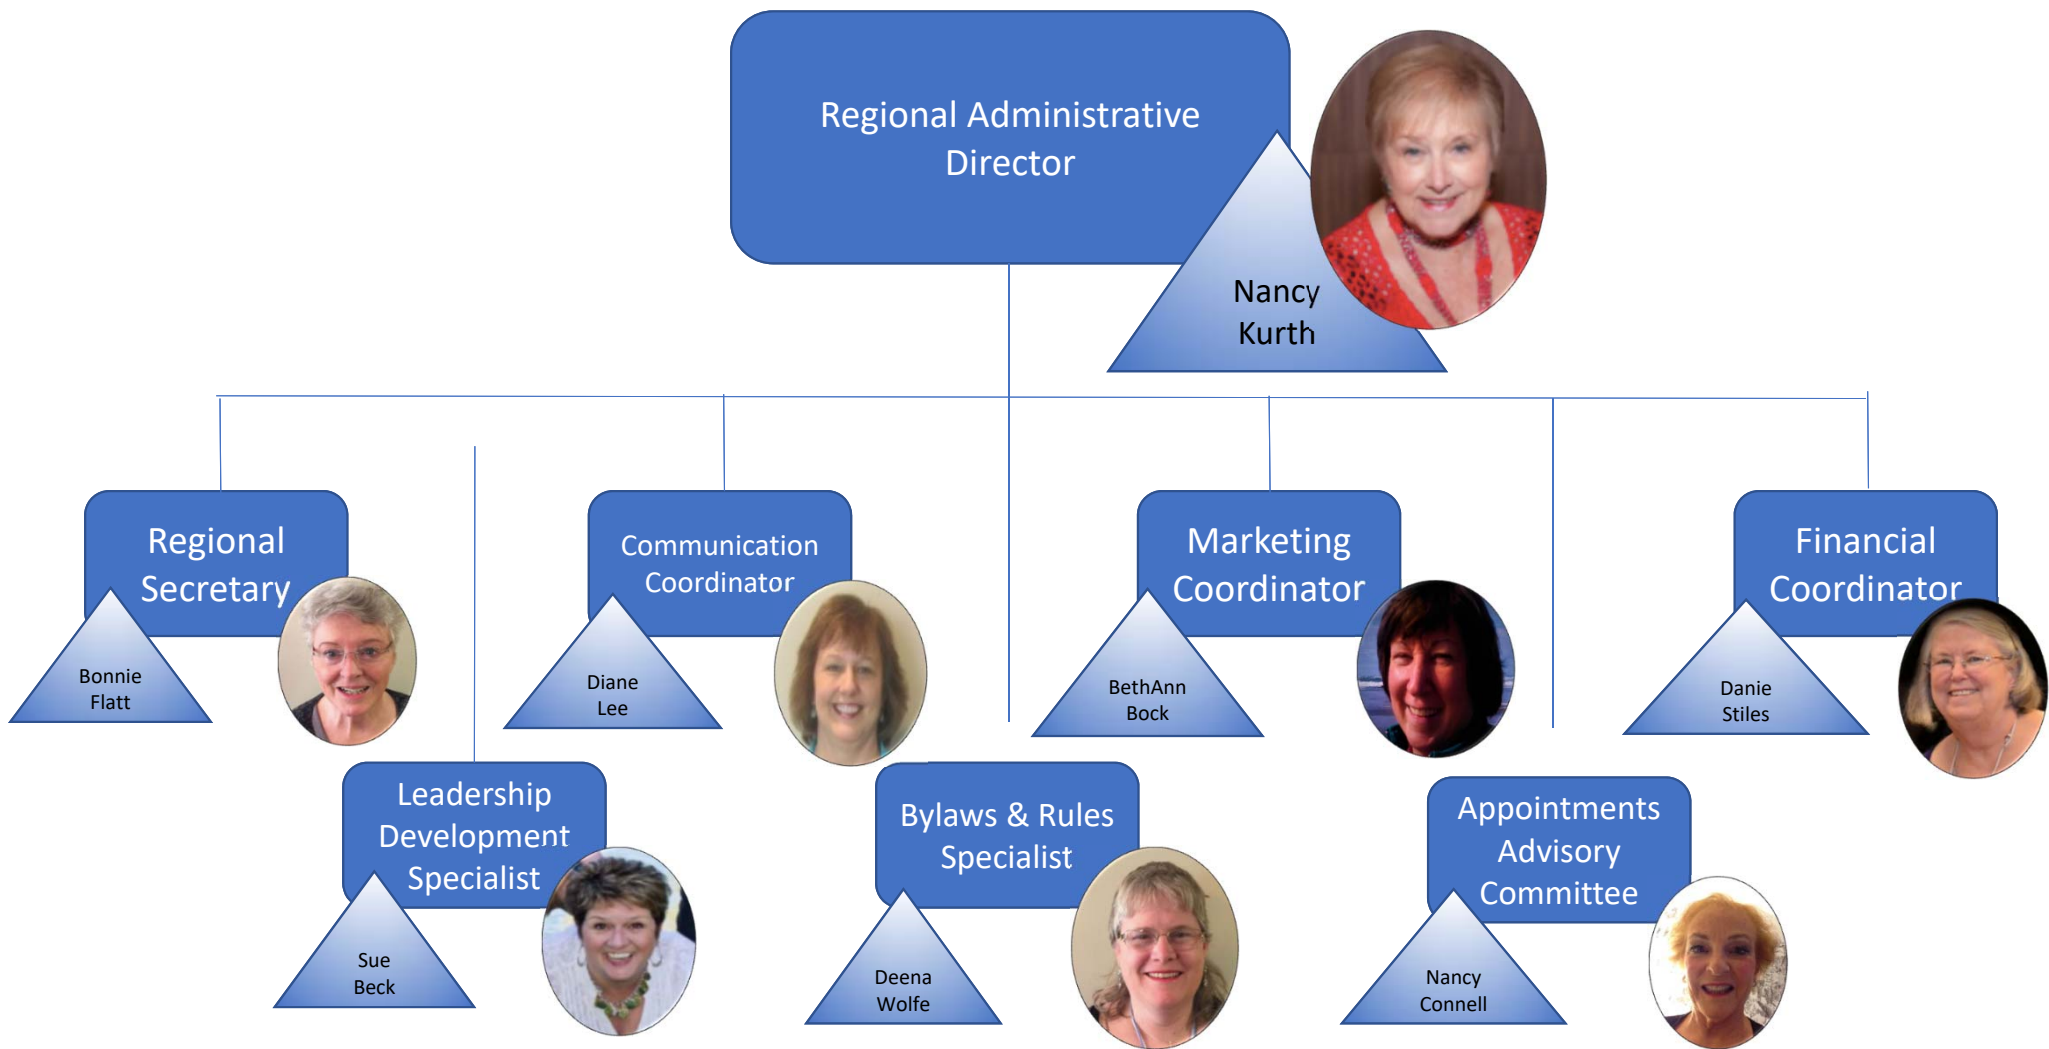 Regional Administrative
Director
Nancy
Kurth
Regional
Secretary
Bonnie
Flatt
Communication
Coordinator
Diane
Lee
Marketing
Coordinator
BethAnn
Bock
Financial
Coordinator
Danie
Stiles
Leadership
Development
Specialist
Sue
Beck
Bylaws & Rules
Specialist
Deena
Wolfe
Appointments
Advisory
Committee
Nancy
Connell